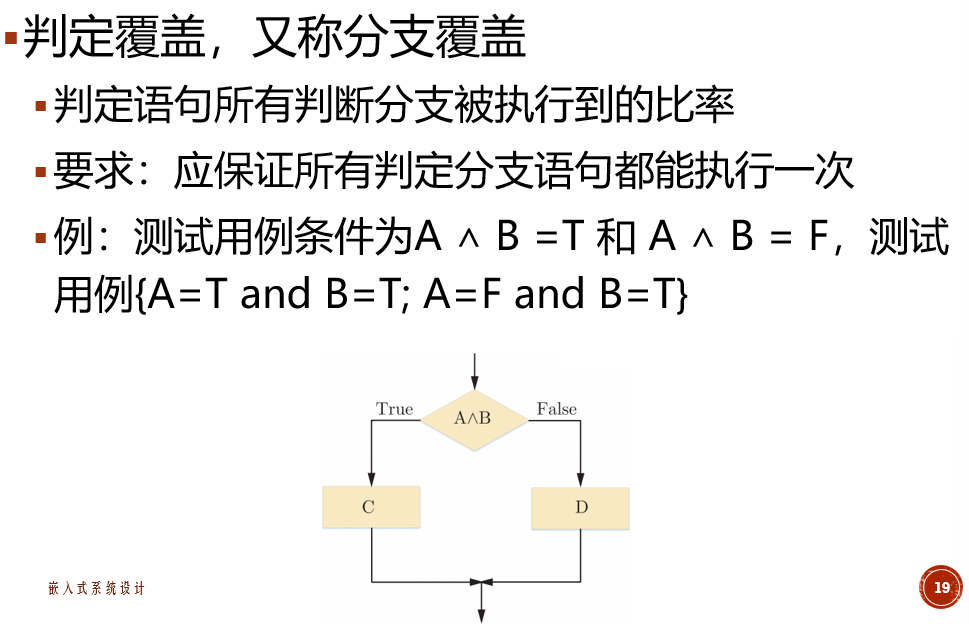 判定覆盖，又称分支覆盖
判定语句所有判断分支被执行到的比率
要求：应保证所有判定分支语句都能执行一次
例：测试用例条件为A ∧ B =T 和 A ∧ B = F，测试
用例{A=T and B=T; A=F and B=T}
True
A∧B
False
C
D
嵌入式系统设计
19